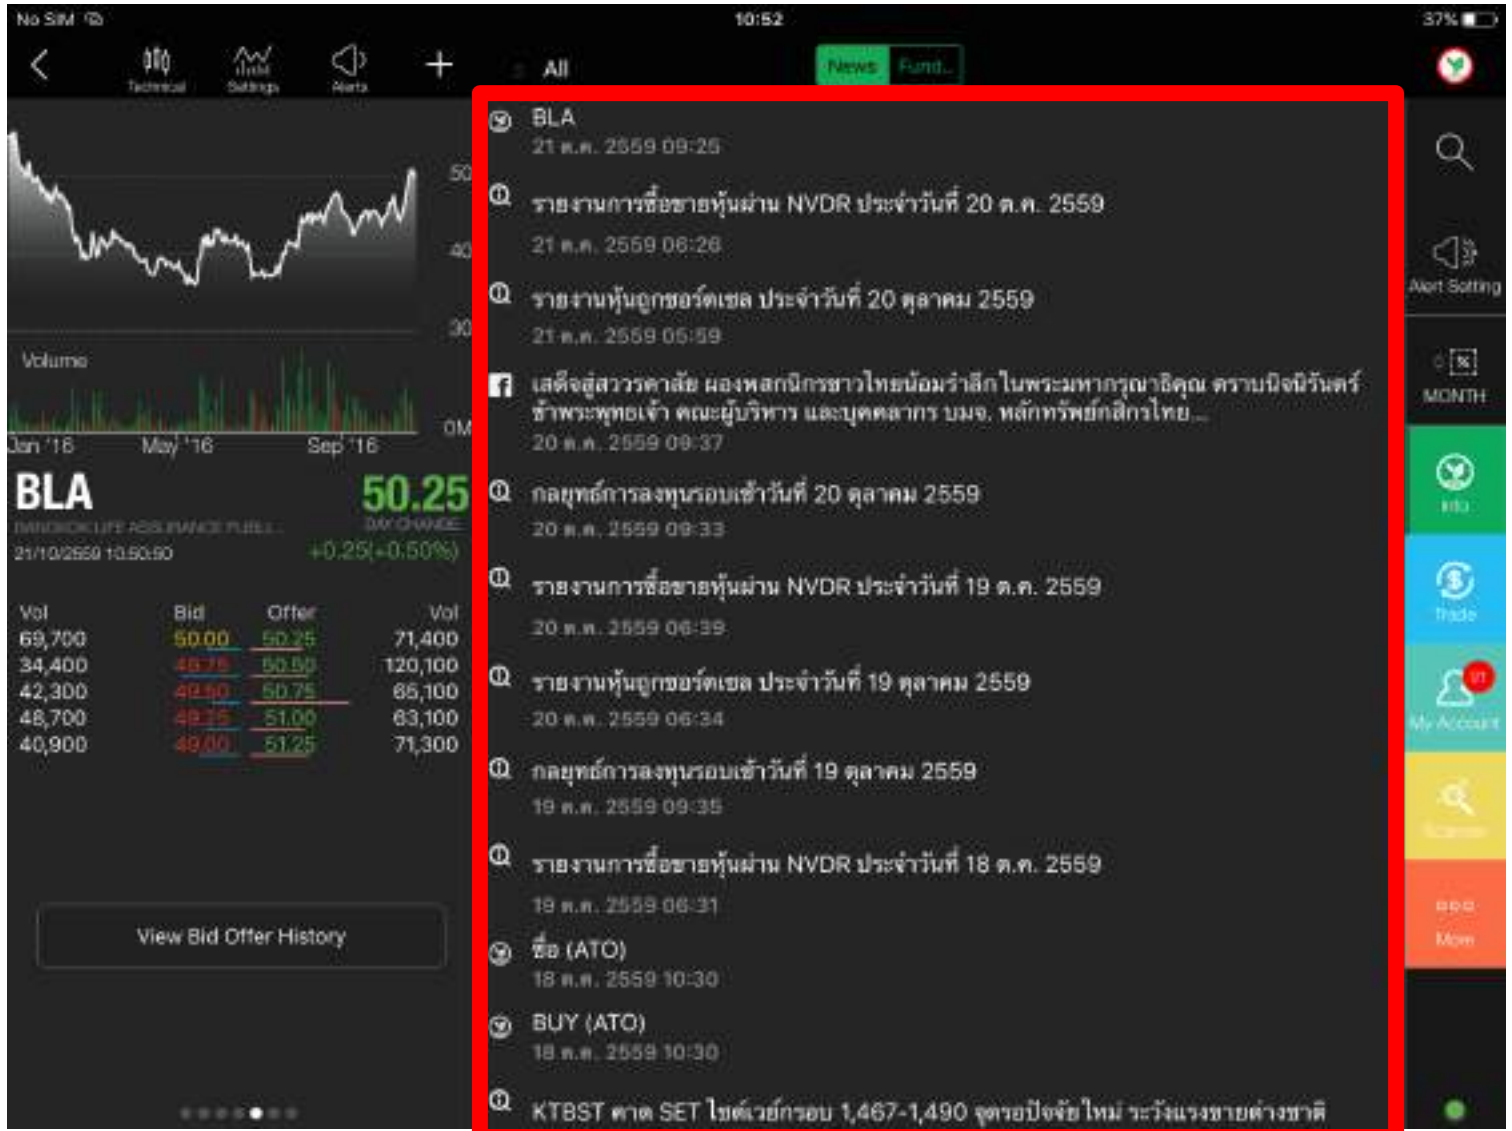 No SIM
10:52
37%
Technical
Settings
Alerts
All
News
Fund...
50
40
30
Volume
0M
Jan '16
May '16
Sep '16
BLA
50.25
BANGKOK LIFE ASSURANCE PUBLI...
DAY CHANGE
21/10/2559 10:50:50
+0.25(+0.50%)
Vol Bid Offer Vol
69,700 50.00 50.25 71,400
34,400 49.75 50.50 120,100
42,300 49.50 50.75 65,100
48,700 49.25 51.00 63,100
40,900 49.00 51.25 71,300
View Bid Offer History
BLA
21 ต.ค. 2559 09:25
รายงานการซื้อขายหุ้นผ่าน NVDR ประจำวันที่ 20 ต.ค. 2559
21 ต.ค. 2559 06:26
รายงานหุ้นถูกชอร์ตเซล ประจำวันที่ 20 ตุลาคม 2559
21 ต.ค. 2559 05:59
เสด็จสู่สวรรคาลัย ผองพสกนิกรชาวไทยน้อมรำลึกในพระมหากรุณาธิคุณ ตราบนิจนิรันดร์
ข้าพระพุทธเจ้า คณะผู้บริหาร และบุคคลากร บมจ. หลักทรัพย์กสิกรไทย...
20 ต.ค. 2559 09:37
กลยุทธ์การลงทุนรอบเช้าวันที่ 20 ตุลาคม 2559
20 ต.ค. 2559 09:33
รายงานการซื้อขายหุ้นผ่าน NVDR ประจำวันที่ 19 ต.ค. 2559
20 ต.ค. 2559 06:39
รายงานหุ้นถูกชอร์ตเซล ประจำวันที่ 19 ตุลาคม 2559
20 ต.ค. 2559 06:34
กลยุทธ์การลงทุนรอบเช้าวันที่ 19 ตุลาคม 2559
19 ต.ค. 2559 09:35
รายงานการซื้อขายหุ้นผ่าน NVDR ประจำวันที่ 18 ต.ค. 2559
19 ต.ค. 2559 06:31
ซื้อ (ATO)
18 ต.ค. 2559 10:30
BUY (ATO)
18 ต.ค. 2559 10:30
KTBST คาด SET ไซด์เวย์กรอบ 1,467-1,490 จุดรอปัจจัยใหม่ ระวังแรงขายต่างชาติ
Alert Setting
MONTH
Info
Trade
My Account
More